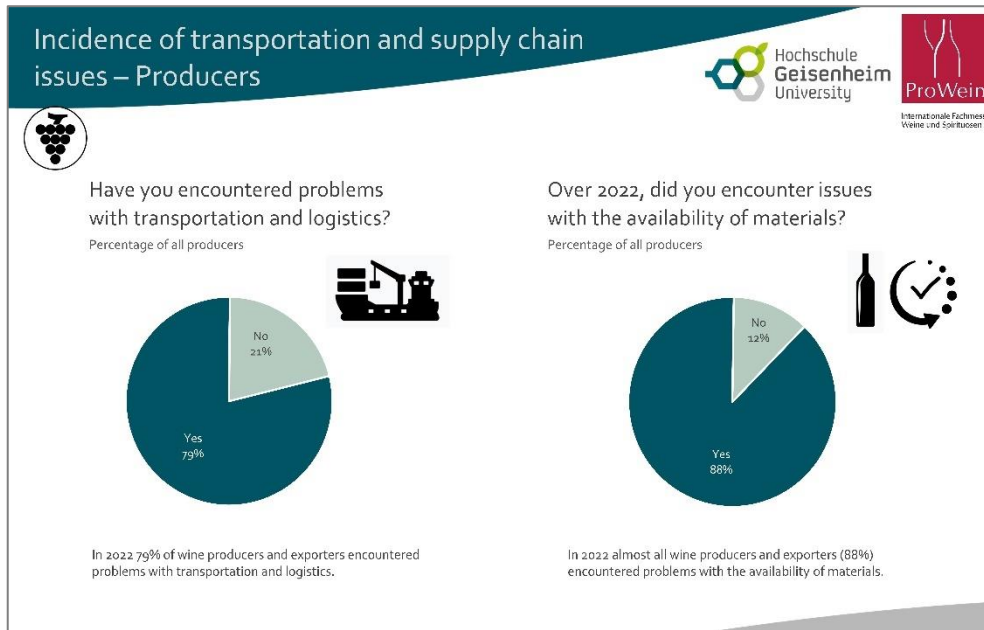 Incidence of transportation and supply chain
issues – Producers
Hochschule
Geisenheim
University
ProWein
Internationale Fachmess
Weine und Spirituosen
Have you encountered problems
with transportation and logistics?
Percentage of all producers
No
21%
Yes
79%
In 2022 79% of wine producers and exporters encountered
problems with transportation and logistics.
Over 2022, did you encounter issues
with the availability of materials?
Percentage of all producers
No
12%
Yes
88%
In 2022 almost all wine producers and exporters (88%)
encountered problems with the availability of materials.